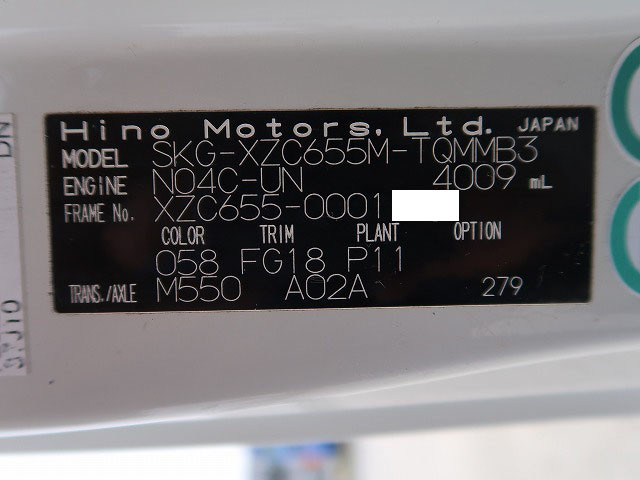 Hino Motors, Ltd. JAPAN
MODEL SKG-XZC655M-TQMMB3
ENGINE N04C-UN 4009 mL
FRAME No. XZC655-0001
COLOR TRIM PLANT OPTION
058 FG18 P11
TRANS./AXLE M550 A02A 279